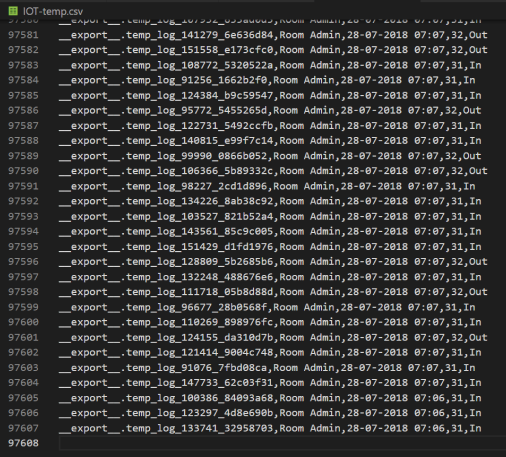 IOT-temp.csv
97581 __export__.temp_log_141279_6e636d84,Room Admin,28-07-2018 07:07,32,Out
97582 __export__.temp_log_151558_e173cfc0,Room Admin,28-07-2018 07:07,32,Out
97583 __export__.temp_log_108772_5320522a,Room Admin,28-07-2018 07:07,31,In
97584 __export__.temp_log_91256_1662b2f0,Room Admin,28-07-2018 07:07,31,In
97585 __export__.temp_log_124384_b9c59547,Room Admin,28-07-2018 07:07,31,In
97586 __export__.temp_log_95772_5455265d,Room Admin,28-07-2018 07:07,32,Out
97587 __export__.temp_log_122731_5492ccfb,Room Admin,28-07-2018 07:07,31,In
97588 __export__.temp_log_140815_e99f7c14,Room Admin,28-07-2018 07:07,31,In
97589 __export__.temp_log_99990_0866b052,Room Admin,28-07-2018 07:07,32,Out
97590 __export__.temp_log_106366_5b89332c,Room Admin,28-07-2018 07:07,32,Out
97591 __export__.temp_log_98227_2cd1d896,Room Admin,28-07-2018 07:07,31,In
97592 __export__.temp_log_134226_8ab38c92,Room Admin,28-07-2018 07:07,31,In
97593 __export__.temp_log_103527_821b52a4,Room Admin,28-07-2018 07:07,31,In
97594 __export__.temp_log_143561_85c9c005,Room Admin,28-07-2018 07:07,31,In
97595 __export__.temp_log_151429_d1fd1976,Room Admin,28-07-2018 07:07,31,In
97596 __export__.temp_log_128809_5b2685b6,Room Admin,28-07-2018 07:07,32,Out
97597 __export__.temp_log_132248_488676e6,Room Admin,28-07-2018 07:07,31,In
97598 __export__.temp_log_111718_05b8d88d,Room Admin,28-07-2018 07:07,32,Out
97599 __export__.temp_log_96677_28b0568f,Room Admin,28-07-2018 07:07,31,In
97600 __export__.temp_log_110269_898976fc,Room Admin,28-07-2018 07:07,31,In
97601 __export__.temp_log_124155_da310d7b,Room Admin,28-07-2018 07:07,32,Out
97602 __export__.temp_log_121414_9004c748,Room Admin,28-07-2018 07:07,31,In
97603 __export__.temp_log_91076_7fbd08ca,Room Admin,28-07-2018 07:07,31,In
97604 __export__.temp_log_147733_62c03f31,Room Admin,28-07-2018 07:07,31,In
97605 __export__.temp_log_100386_84093a68,Room Admin,28-07-2018 07:06,31,In
97606 __export__.temp_log_123297_4d8e690b,Room Admin,28-07-2018 07:06,31,In
97607 __export__.temp_log_133741_32958703,Room Admin,28-07-2018 07:06,31,In
97608